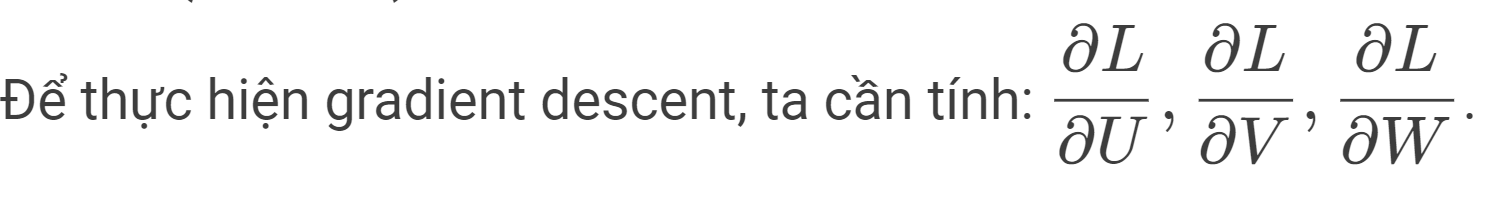 Để thực hiện gradient descent, ta cần tính: ∂L/∂U, ∂L/∂V, ∂L/∂W.